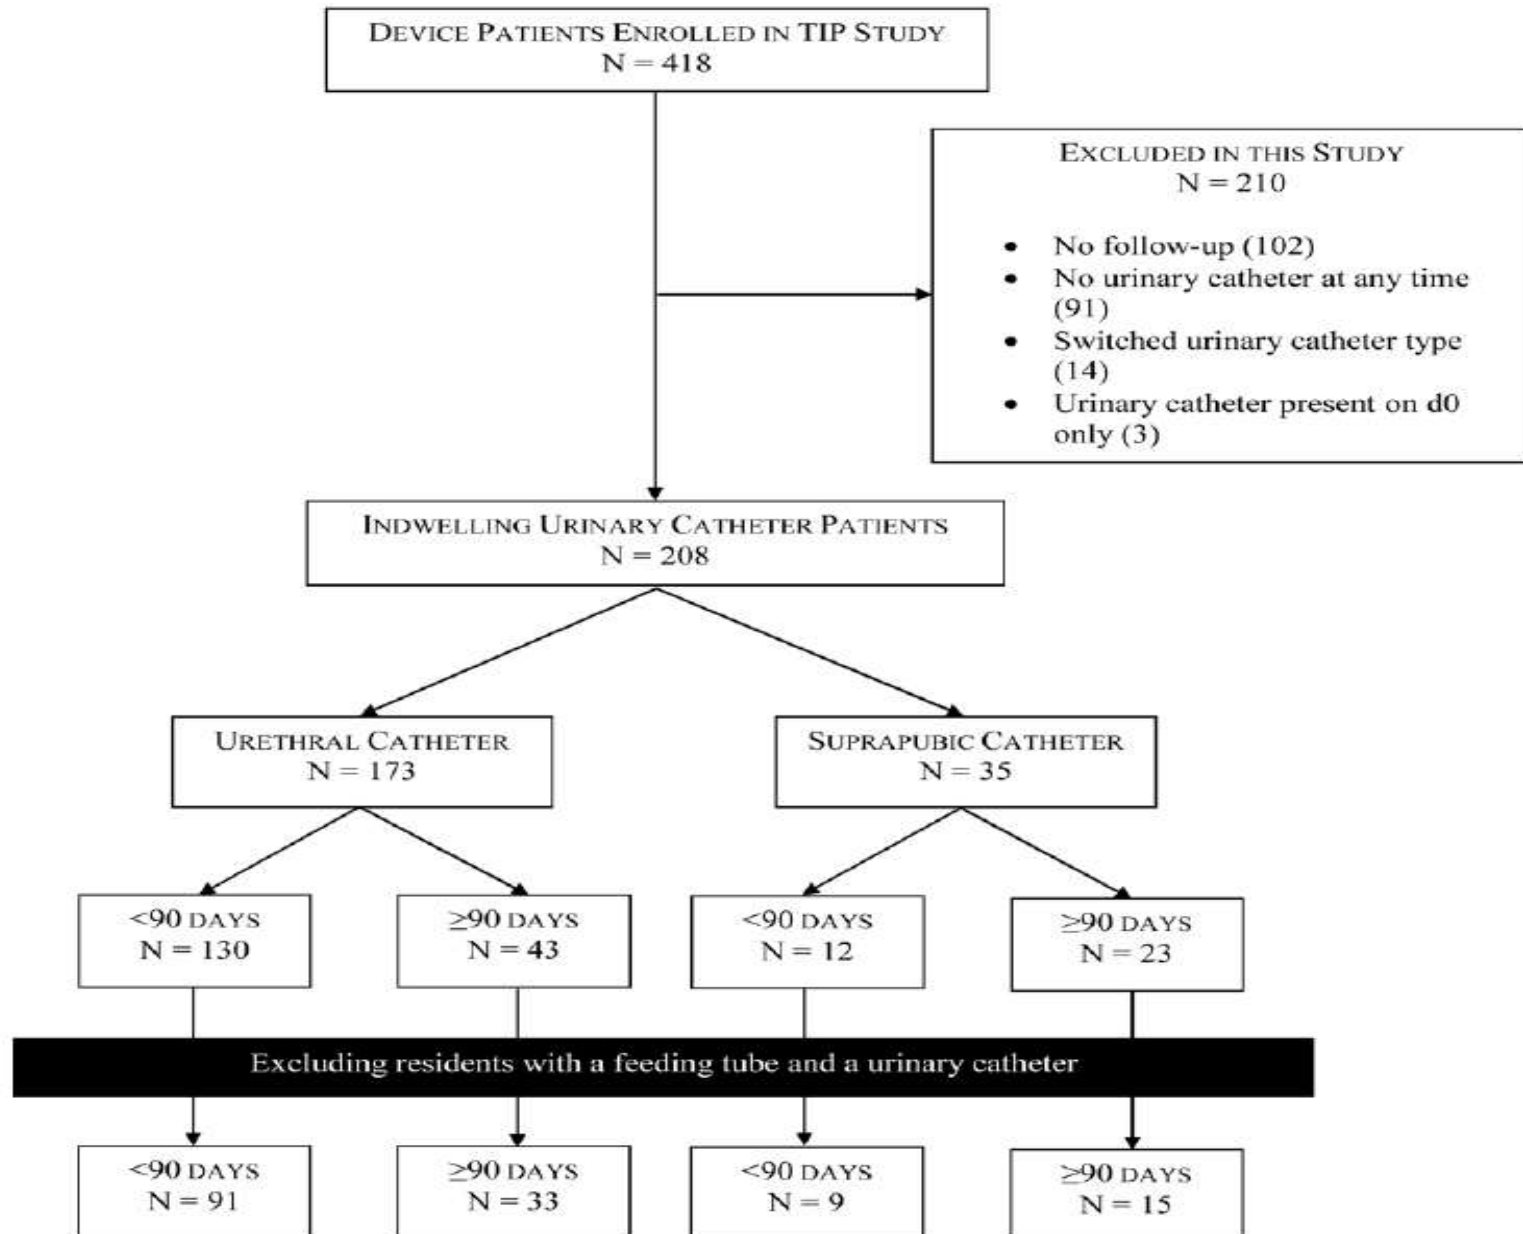 DEVICE PATIENTS ENROLLED IN TIP STUDY
N = 418
EXCLUDED IN THIS STUDY
N = 210
• No follow-up (102)
• No urinary catheter at any time
(91)
• Switched urinary catheter type
(14)
• Urinary catheter present on d0
only (3)
INDWELLING URINARY CATHETER PATIENTS
N = 208
URETHRAL CATHETER
N = 173
SUPRAPUBIC CATHETER
N = 35
<90 DAYS
N = 130
≥90 DAYS
N = 43
<90 DAYS
N = 12
≥90 DAYS
N = 23
Excluding residents with a feeding tube and a urinary catheter
<90 DAYS
N = 91
≥90 DAYS
N = 33
<90 DAYS
N = 9
≥90 DAYS
N = 15